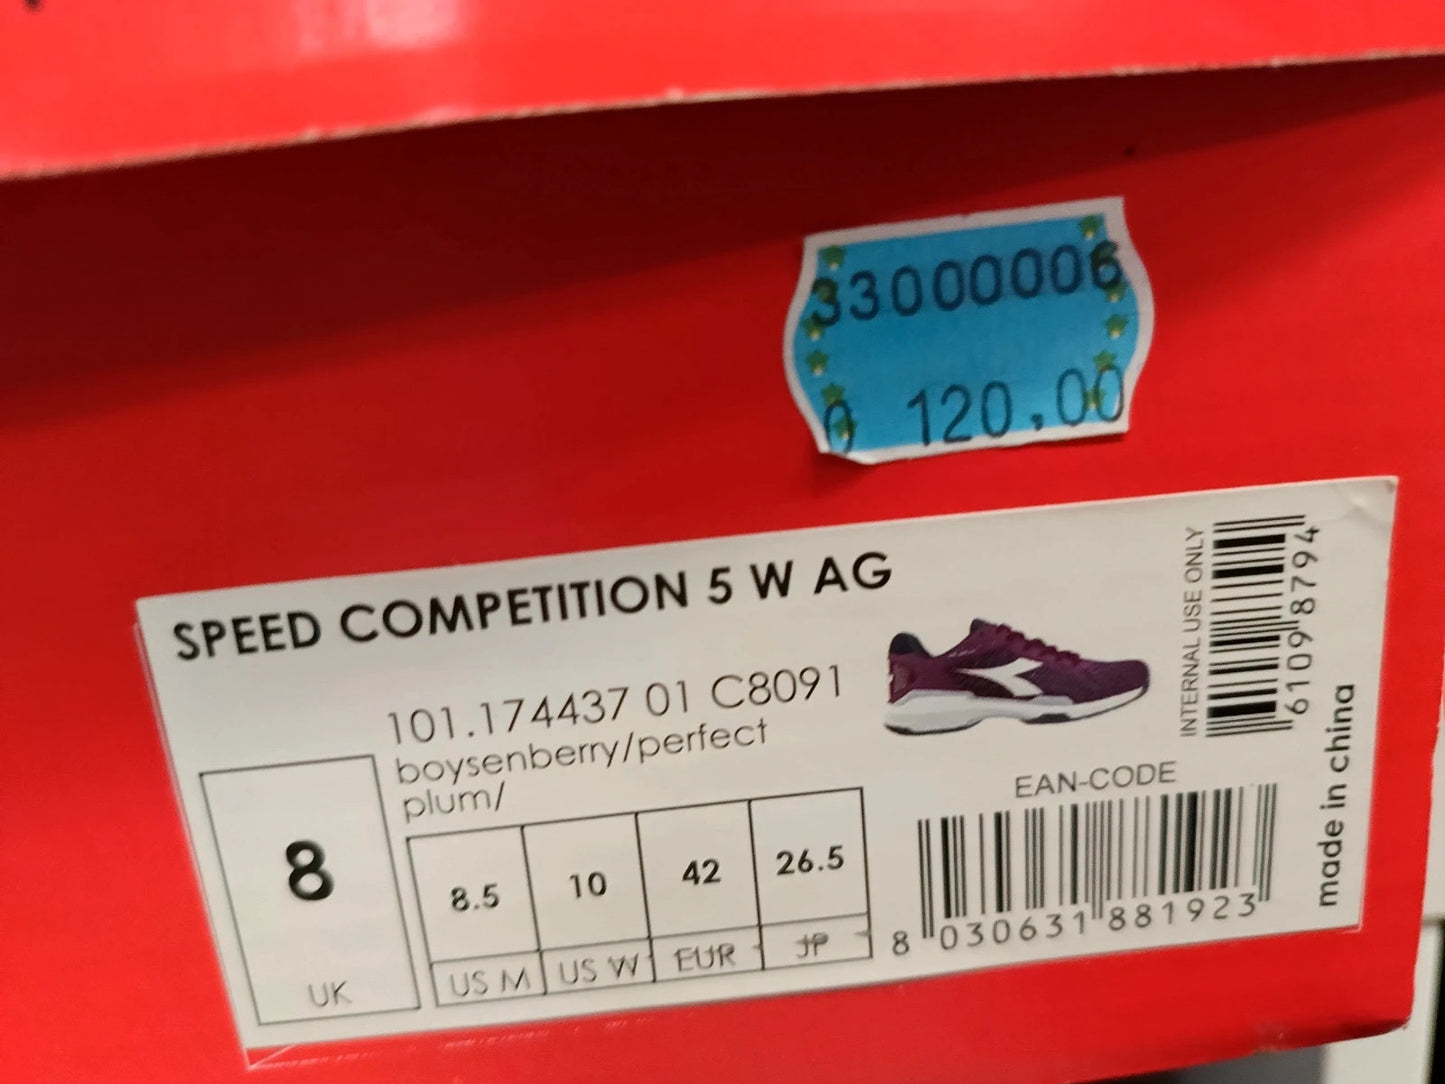 33000006
0 120,00
SPEED COMPETITION 5 W AG
101.174437 01 C8091
boysenberry/perfect
plum/
8
UK
8.5 10 42 26.5
US M US W EUR JP
INTERNAL USE ONLY
61098794
EAN-CODE
8 030631 881923
made in china